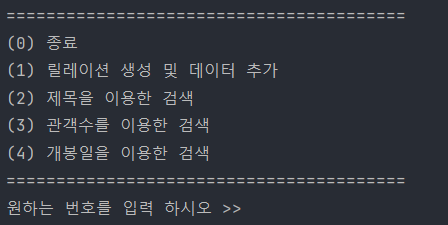 ========================================
(0) 종료
(1) 릴레이션 생성 및 데이터 추가
(2) 제목을 이용한 검색
(3) 관객수를 이용한 검색
(4) 개봉일을 이용한 검색
========================================
원하는 번호를 입력 하시오 >>